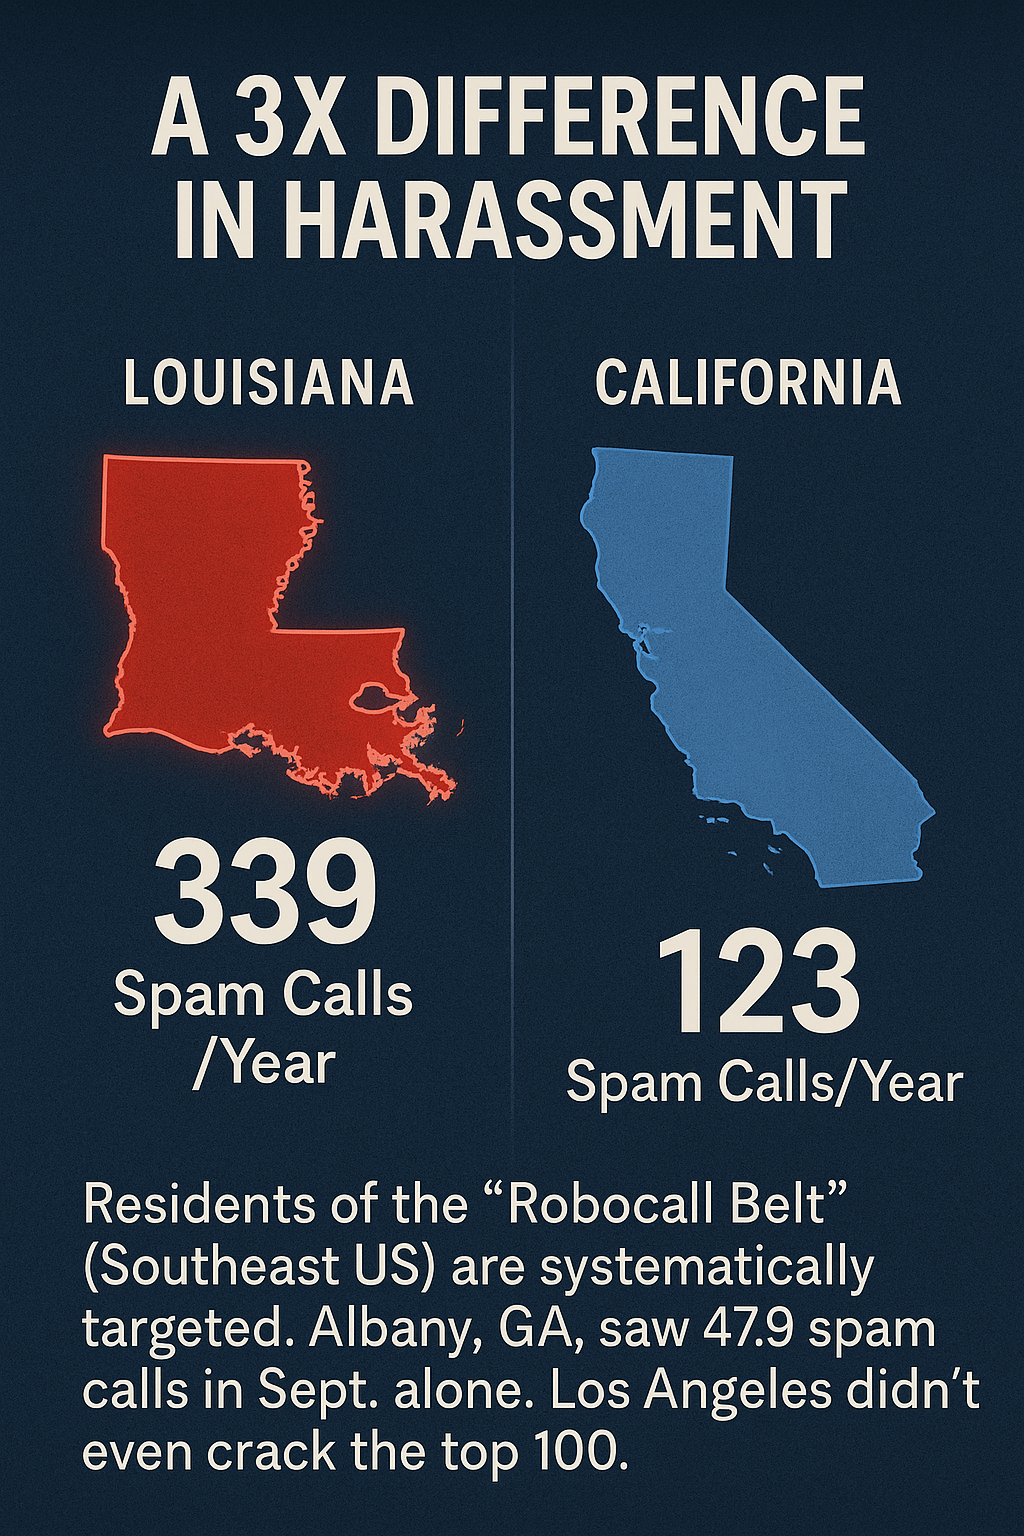 A 3X DIFFERENCE
IN HARASSMENT
LOUISIANA
339
Spam Calls
/Year
CALIFORNIA
123
Spam Calls/Year
Residents of the “Robocall Belt”
(Southeast US) are systematically
targeted. Albany, GA, saw 47.9 spam
calls in Sept. alone. Los Angeles didn’t
even crack the top 100.